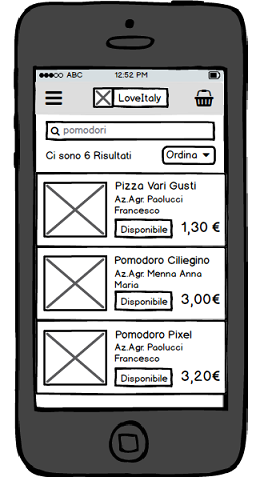 ABC 12:52 PM
LoveItaly
pomodori
Ci sono 6 Risultati Ordina
Pizza Vari Gusti
Az.Agr. Paolucci
Francesco
Disponibile 1,30 €
Pomodoro Ciliegino
Az.Agr. Menna Anna
Maria
Disponibile 3,00€
Pomodoro Pixel
Az.Agr. Paolucci
Francesco
Disponibile 3,20€